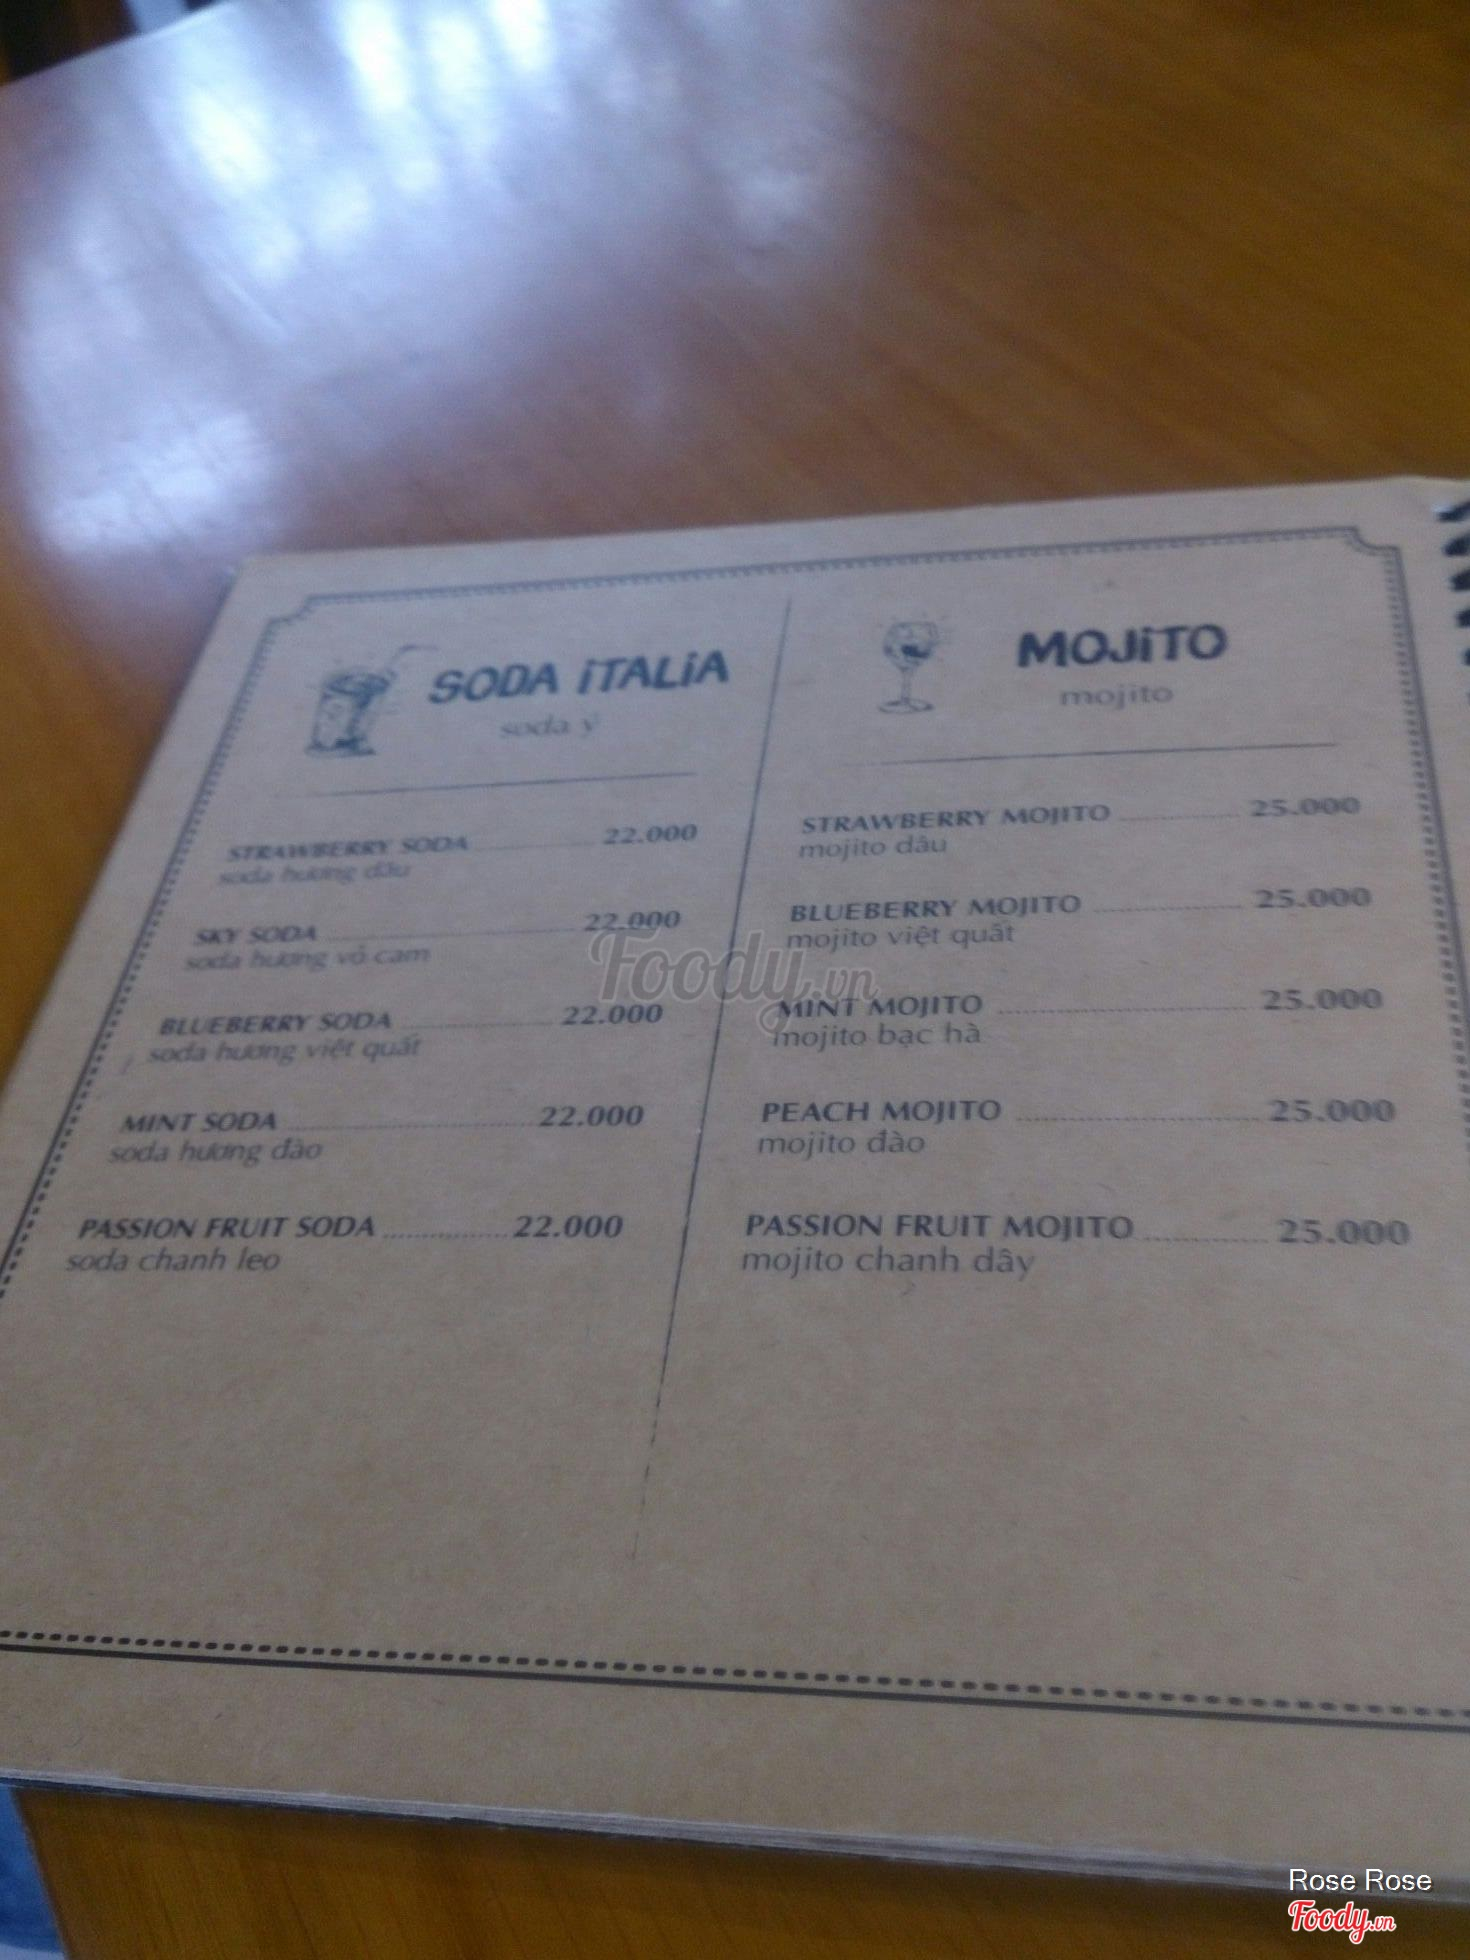 SODA iTALiA
soda ý
STRAWBERRY SODA 22.000
soda hương dâu
SKY SODA 22.000
soda hương vỏ cam
BLUEBERRY SODA 22.000
soda hương việt quất
MINT SODA 22.000
soda hương đào
PASSION FRUIT SODA 22.000
soda chanh leo
MOJiTO
mojito
STRAWBERRY MOJITO 25.000
mojito dâu
BLUEBERRY MOJITO 25.000
mojito việt quất
MINT MOJITO 25.000
mojito bạc hà
PEACH MOJITO 25.000
mojito đào
PASSION FRUIT MOJITO 25.000
mojito chanh dây
Foody.vn
Rose Rose
Foody.vn